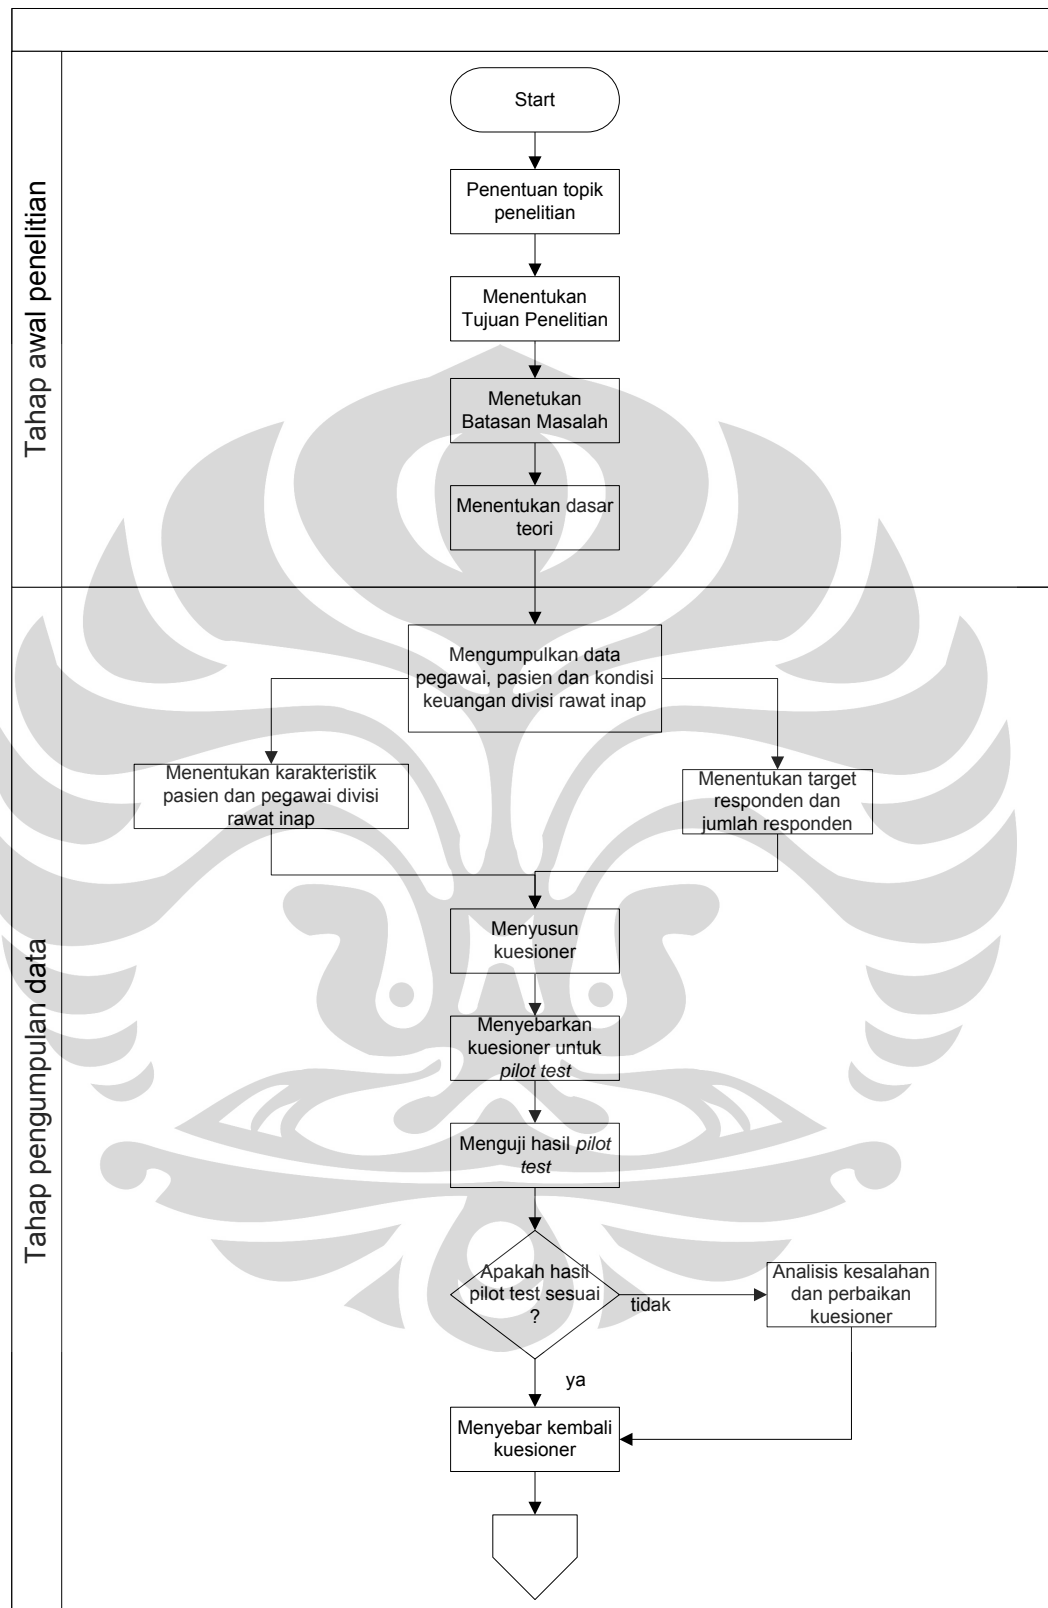 Tahap awal penelitian
Start
Penentuan topik
penelitian
Menentukan
Tujuan Penelitian
Menetukan
Batasan Masalah
Menentukan dasar
teori
Tahap pengumpulan data
Mengumpulkan data
pegawai, pasien dan kondisi
keuangan divisi rawat inap
Menentukan karakteristik
pasien dan pegawai divisi
rawat inap
Menentukan target
responden dan
jumlah responden
Menyusun
kuesioner
Menyebarkan
kuesioner untuk
pilot test
Menguji hasil pilot
test
Apakah hasil
pilot test sesuai
?
tidak
Analisis kesalahan
dan perbaikan
kuesioner
ya
Menyebar kembali
kuesioner